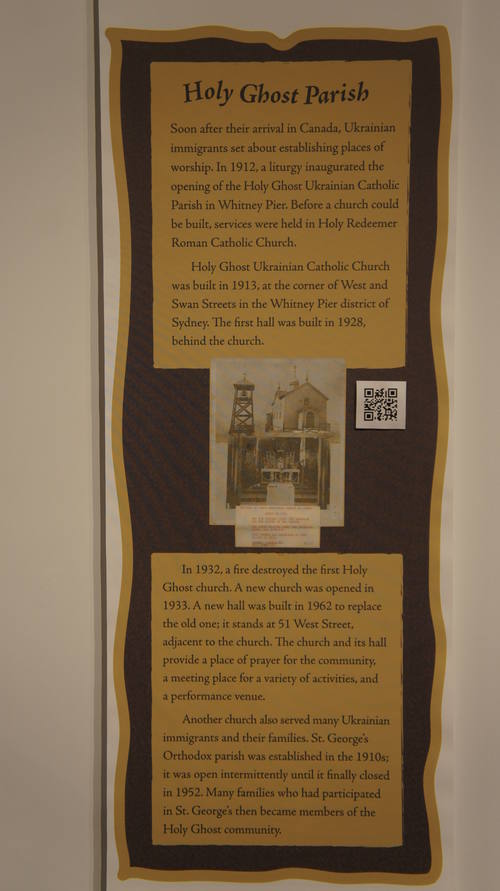 Holy Ghost Parish
Soon after their arrival in Canada, Ukrainian
immigrants set about establishing places of
worship. In 1912, a liturgy inaugurated the
opening of the Holy Ghost Ukrainian Catholic
Parish in Whitney Pier. Before a church could
be built, services were held in Holy Redeemer
Roman Catholic Church.
Holy Ghost Ukrainian Catholic Church
was built in 1913, at the corner of West and
Swan Streets in the Whitney Pier district of
Sydney. The first hall was built in 1928,
behind the church.
In 1932, a fire destroyed the first Holy
Ghost church. A new church was opened in
1933. A new hall was built in 1962 to replace
the old one; it stands at 51 West Street,
adjacent to the church. The church and its hall
provide a place of prayer for the community,
a meeting place for a variety of activities, and
a performance venue.
Another church also served many Ukrainian
immigrants and their families. St. George's
Orthodox parish was established in the 1910s;
it was open intermittently until it finally closed
in 1952. Many families who had participated
in St. George's then became members of the
Holy Ghost community.